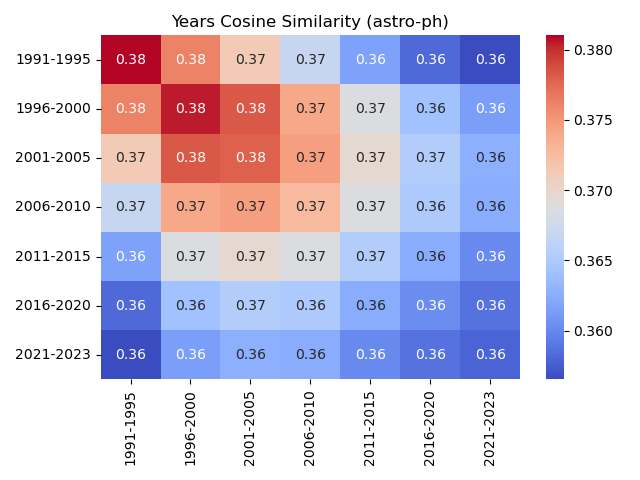 Years Cosine Similarity (astro-ph)
1991-1995 0.38 0.38 0.37 0.37 0.36 0.36 0.36 0.380
1996-2000 0.38 0.38 0.38 0.37 0.37 0.36 0.36 0.375
2001-2005 0.37 0.38 0.38 0.37 0.37 0.37 0.36
0.370
2006-2010 0.37 0.37 0.37 0.37 0.37 0.36 0.36
2011-2015 0.36 0.37 0.37 0.37 0.37 0.36 0.36 0.365
2016-2020 0.36 0.36 0.37 0.36 0.36 0.36 0.36
0.360
2021-2023 0.36 0.36 0.36 0.36 0.36 0.36 0.36
1991-1995
1996-2000
2001-2005
2006-2010
2011-2015
2016-2020
2021-2023